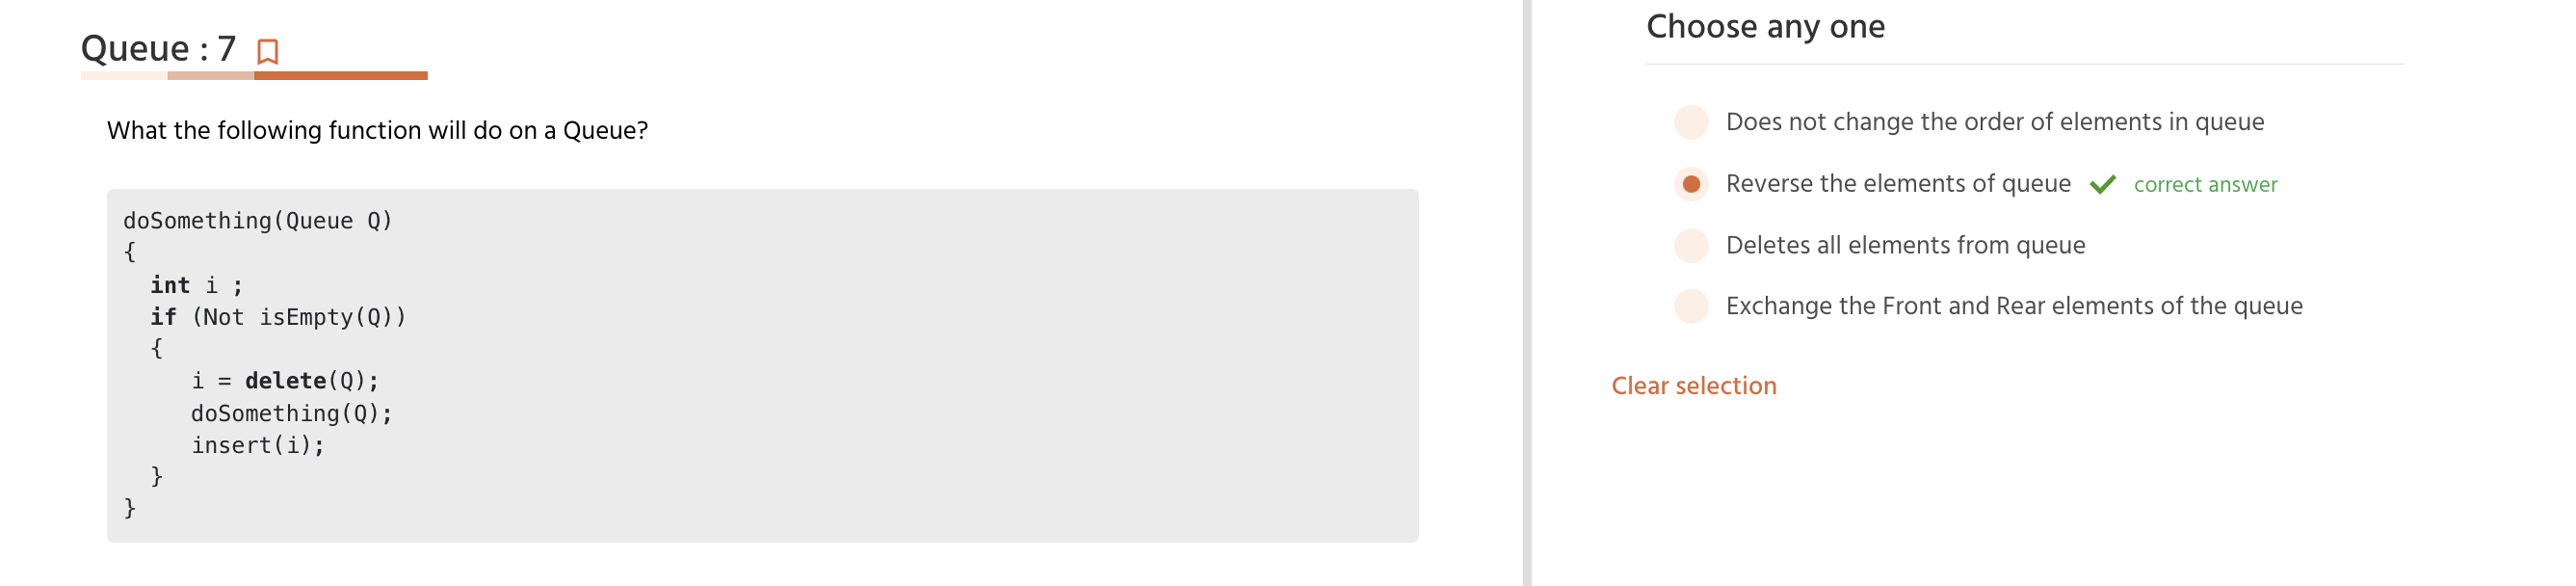 Queue : 7
What the following function will do on a Queue?
doSomething(Queue Q)
{
  int i ;
  if (Not isEmpty(Q))
  {
     i = delete(Q);
     doSomething(Q);
     insert(i);
  }
}
Choose any one
Does not change the order of elements in queue
Reverse the elements of queue correct answer
Deletes all elements from queue
Exchange the Front and Rear elements of the queue
Clear selection